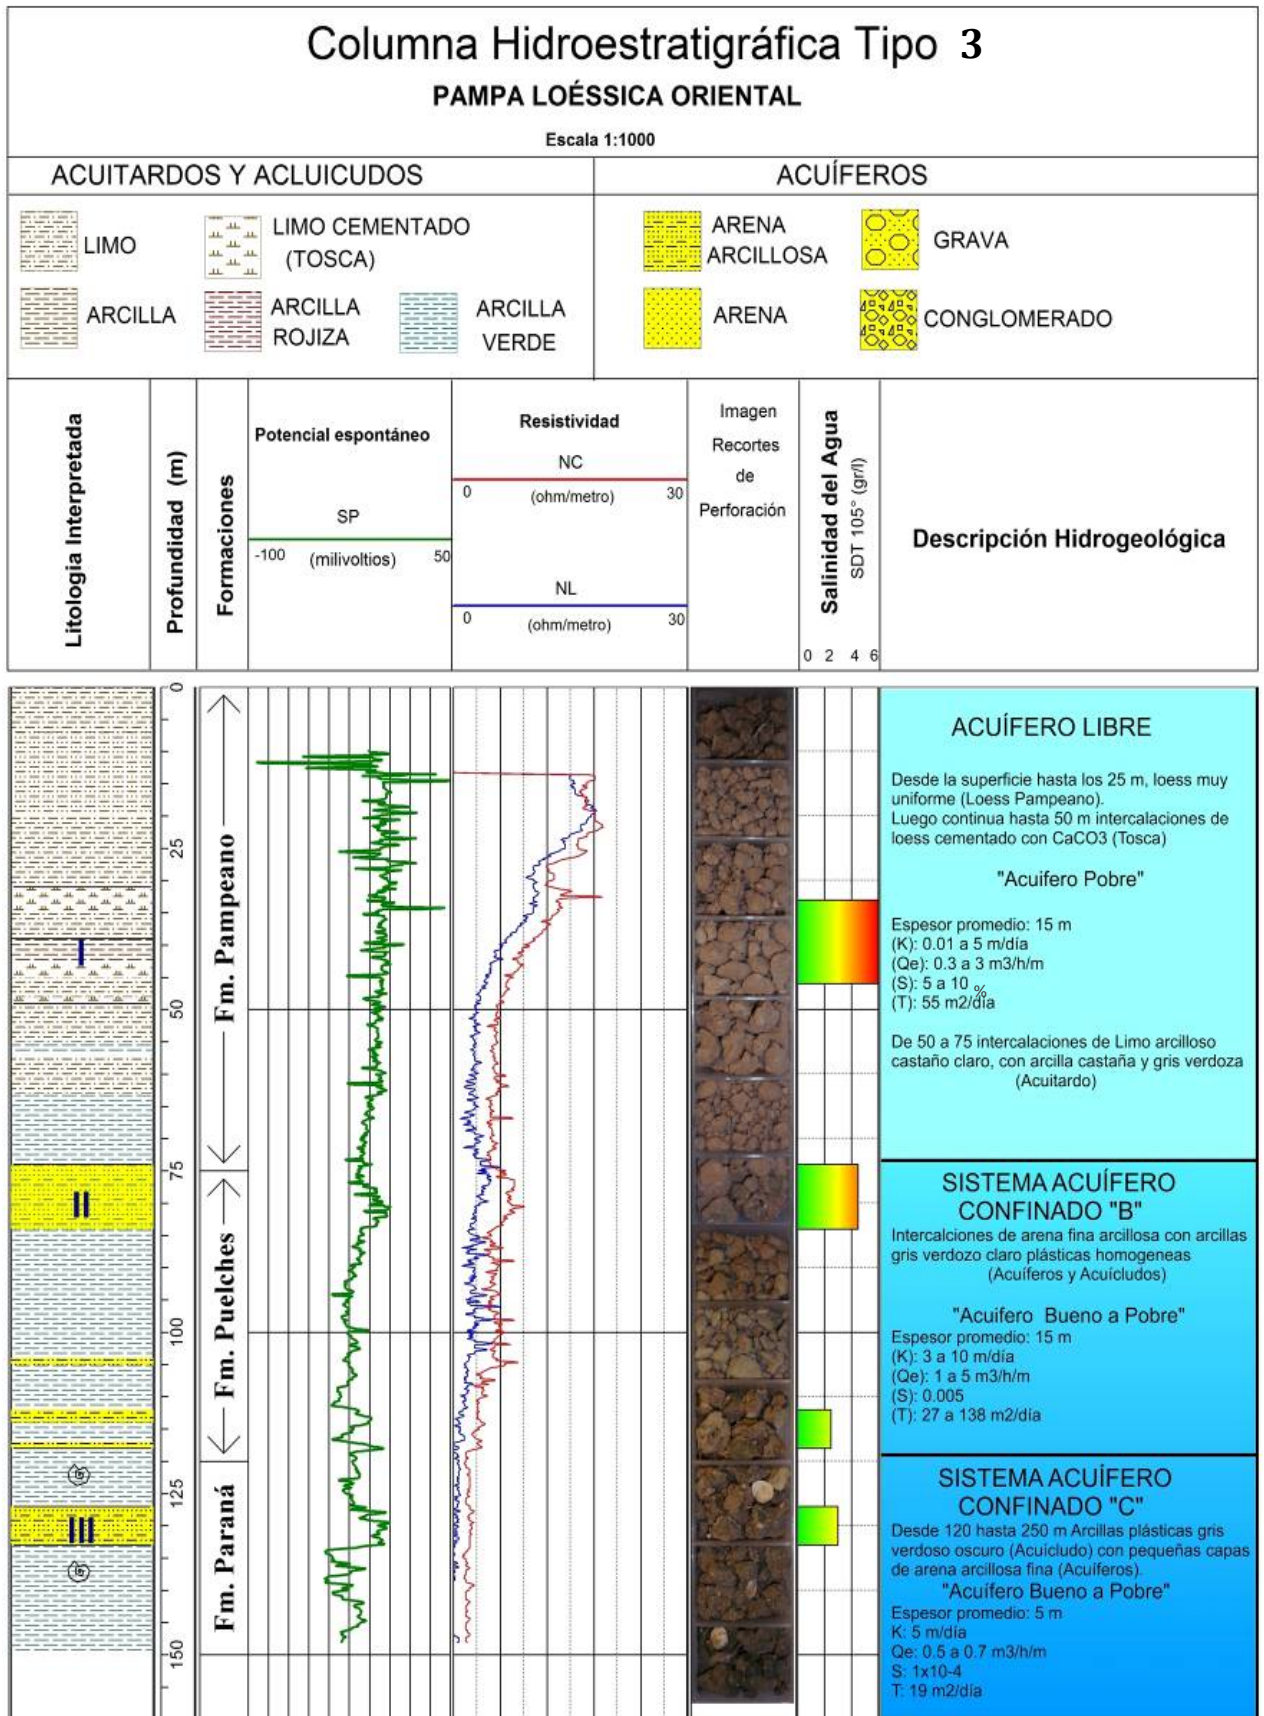 Columna Hidroestratigráfica Tipo 3
PAMPA LOÉSSICA ORIENTAL
Escala 1:1000
ACUITARDOS Y ACLUICUDOS
ACUÍFEROS
LIMO
LIMO CEMENTADO
(TOSCA)
ARCILLA
ARCILLA
ROJIZA
ARCILLA
VERDE
ARENA
ARCILLOSA
GRAVA
ARENA
CONGLOMERADO
Litologia Interpretada
Profundidad (m)
Formaciones
Potencial espontáneo
SP
-100 (milivoltios) 50
Resistividad
NC
0 (ohm/metro) 30
NL
0 (ohm/metro) 30
Imagen
Recortes
de
Perforación
Salinidad del Agua
SDT 105° (gr/l)
0 2 4 6
Descripción Hidrogeológica
0
25
50
75
100
125
150
I
II
III
Fm. Pampeano
Fm. Puelches
Fm. Paraná
ACUÍFERO LIBRE
Desde la superficie hasta los 25 m, loess muy
uniforme (Loess Pampeano).
Luego continua hasta 50 m intercalaciones de
loess cementado con CaCO3 (Tosca)
"Acuifero Pobre"
Espesor promedio: 15 m
(K): 0.01 a 5 m/día
(Qe): 0.3 a 3 m3/h/m
(S): 5 a 10 %
(T): 55 m2/día
De 50 a 75 intercalaciones de Limo arcilloso
castaño claro, con arcilla castaña y gris verdoza
(Acuitardo)
SISTEMA ACUÍFERO
CONFINADO "B"
Intercalciones de arena fina arcillosa con arcillas
gris verdozo claro plásticas homogeneas
(Acuíferos y Acuícludos)
"Acuifero Bueno a Pobre"
Espesor promedio: 15 m
(K): 3 a 10 m/día
(Qe): 1 a 5 m3/h/m
(S): 0.005
(T): 27 a 138 m2/día
SISTEMA ACUÍFERO
CONFINADO "C"
Desde 120 hasta 250 m Arcillas plásticas gris
verdoso oscuro (Acuícludo) con pequeñas capas
de arena arcillosa fina (Acuíferos).
"Acuífero Bueno a Pobre"
Espesor promedio: 5 m
K: 5 m/día
Qe: 0.5 a 0.7 m3/h/m
S: 1x10-4
T: 19 m2/día